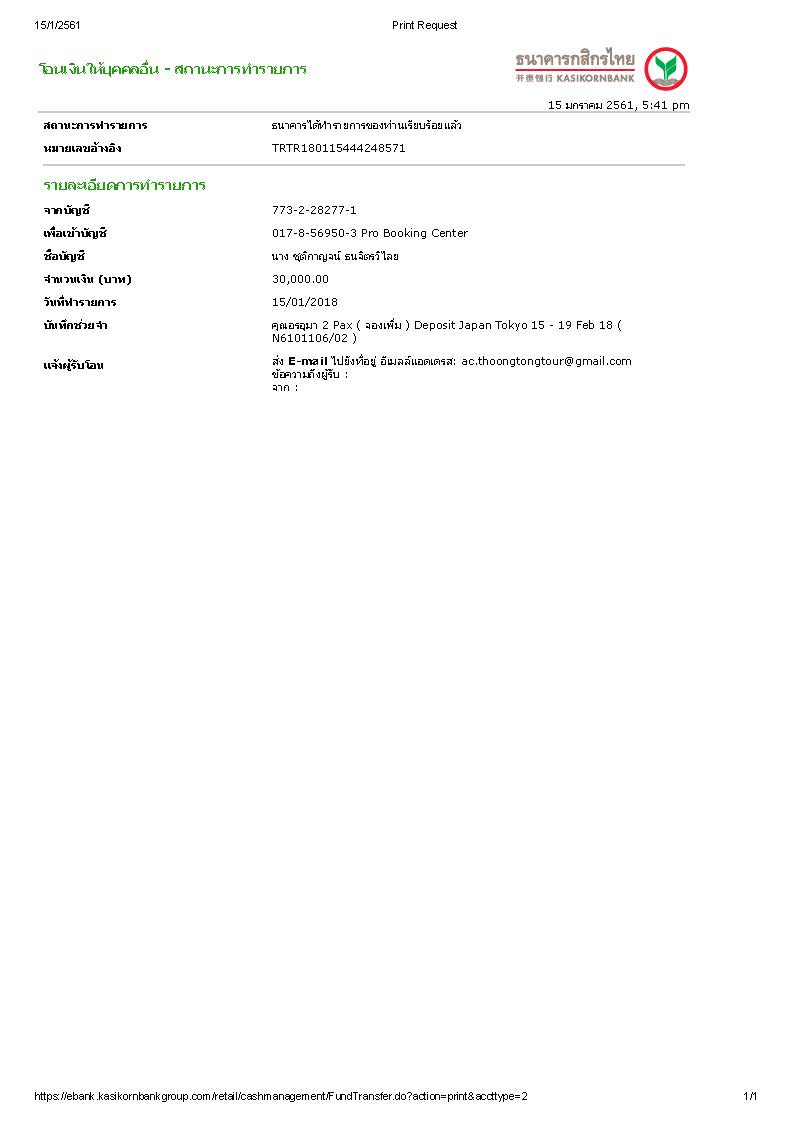 15/1/2561 Print Request
โอนเงินให้บุคคลอื่น - สถานะการทำรายการ
ธนาคารกสิกรไทย
开泰银行 KASIKORNBANK
15 มกราคม 2561, 5:41 pm
สถานะการทำรายการ ธนาคารได้ทำรายการของท่านเรียบร้อยแล้ว
หมายเลขอ้างอิง TRTR180115444248571
รายละเอียดการทำรายการ
จากบัญชี 773-2-28277-1
เพื่อเข้าบัญชี 017-8-56950-3 Pro Booking Center
ชื่อบัญชี นาง ชุติกาญจน์ ธนจิตรวิไลย
จำนวนเงิน (บาท) 30,000.00
วันที่ทำรายการ 15/01/2018
บันทึกช่วยจำ คุณอรอุมา 2 Pax ( จองเพิ่ม ) Deposit Japan Tokyo 15 - 19 Feb 18 (
N6101106/02 )
แจ้งผู้รับโอน ส่ง E-mail ไปยังที่อยู่ อีเมลล์แอดเดรส: ac.thoongtongtour@gmail.com
ข้อความถึงผู้รับ :
จาก :
https://ebank.kasikornbankgroup.com/retail/cashmanagement/FundTransfer.do?action=print&accttype=2 1/1